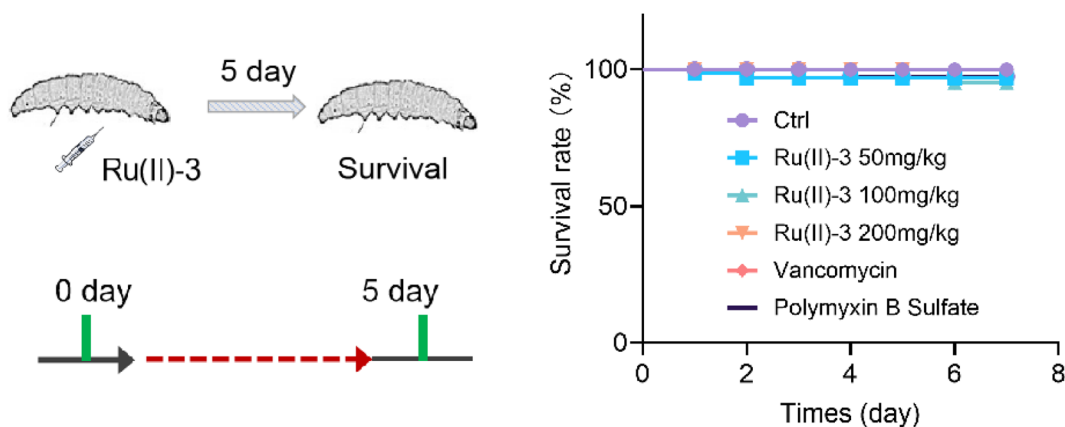 5 day
Ru(II)-3
Survival
0 day
5 day
Survival rate (%)
100
50
0
Ctrl
Ru(II)-3 50mg/kg
Ru(II)-3 100mg/kg
Ru(II)-3 200mg/kg
Vancomycin
Polymyxin B Sulfate
0 2 4 6 8
Times (day)